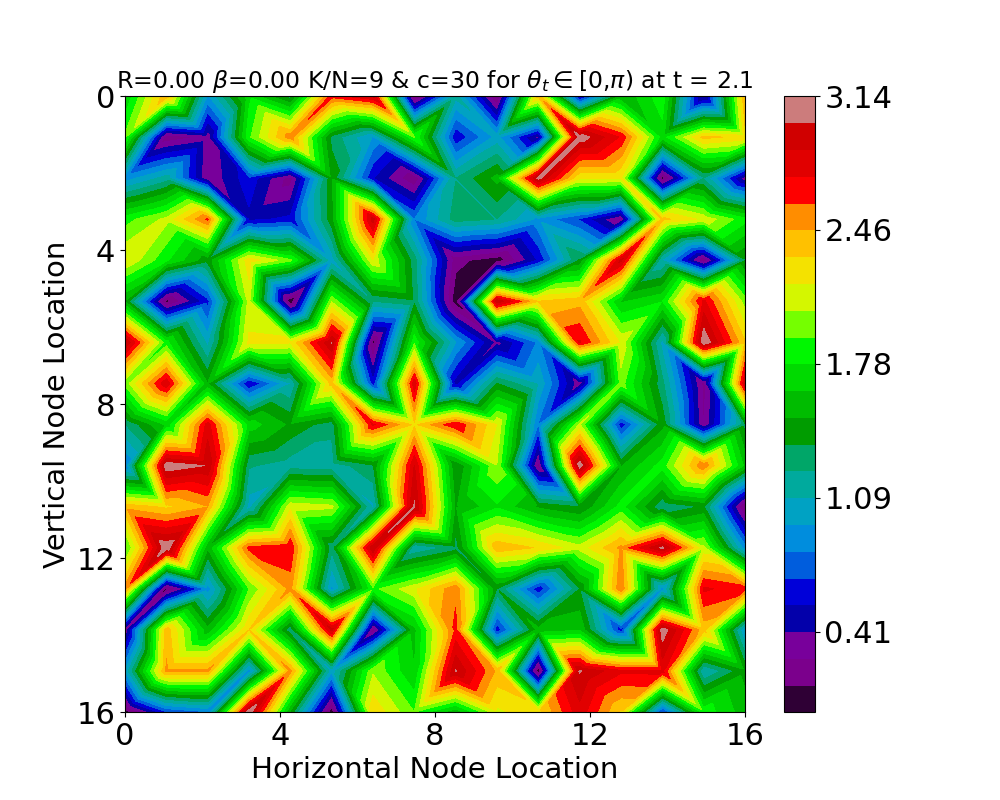 R=0.00 β=0.00 K/N=9 & c=30 for θₜ ∈ [0,π) at t = 2.1
0
4
8
12
16
Vertical Node Location
0 4 8 12 16
Horizontal Node Location
3.14
2.46
1.78
1.09
0.41